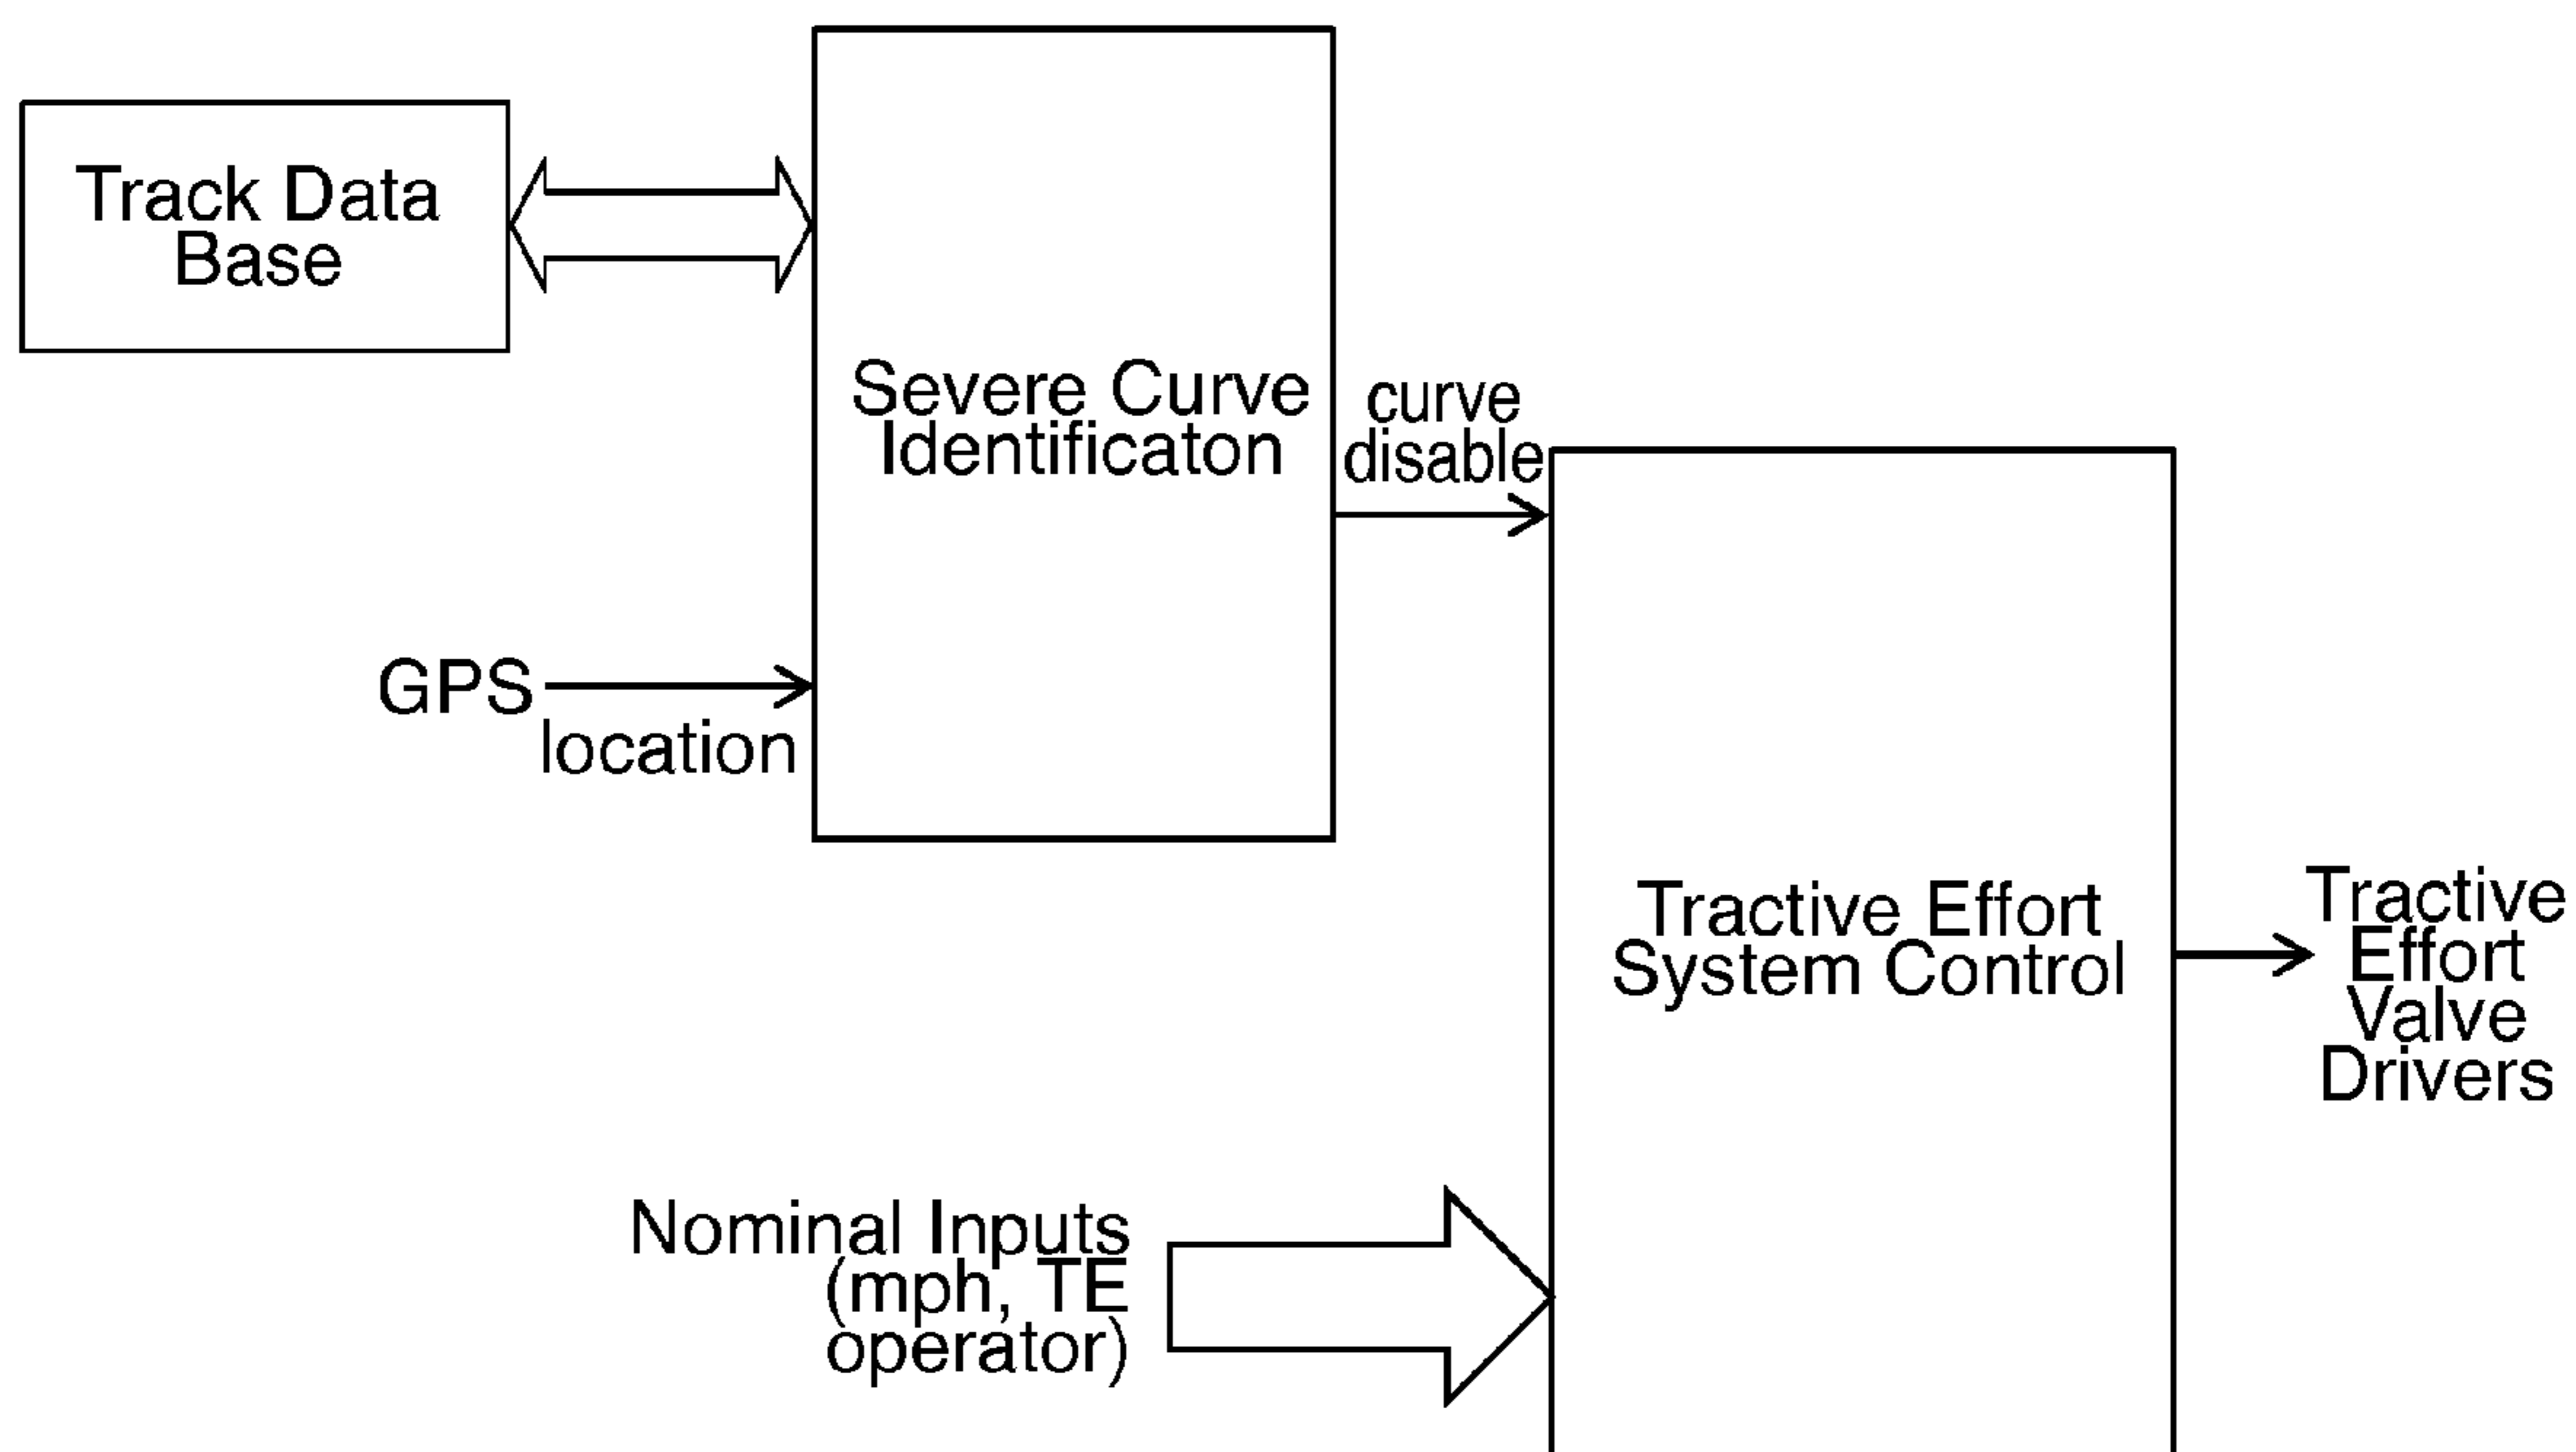 Track Data
Base
Severe Curve
Identificaton
curve
disable
GPS
location
Tractive Effort
System Control
Tractive
Effort
Valve
Drivers
Nominal Inputs
(mph, TE
operator)